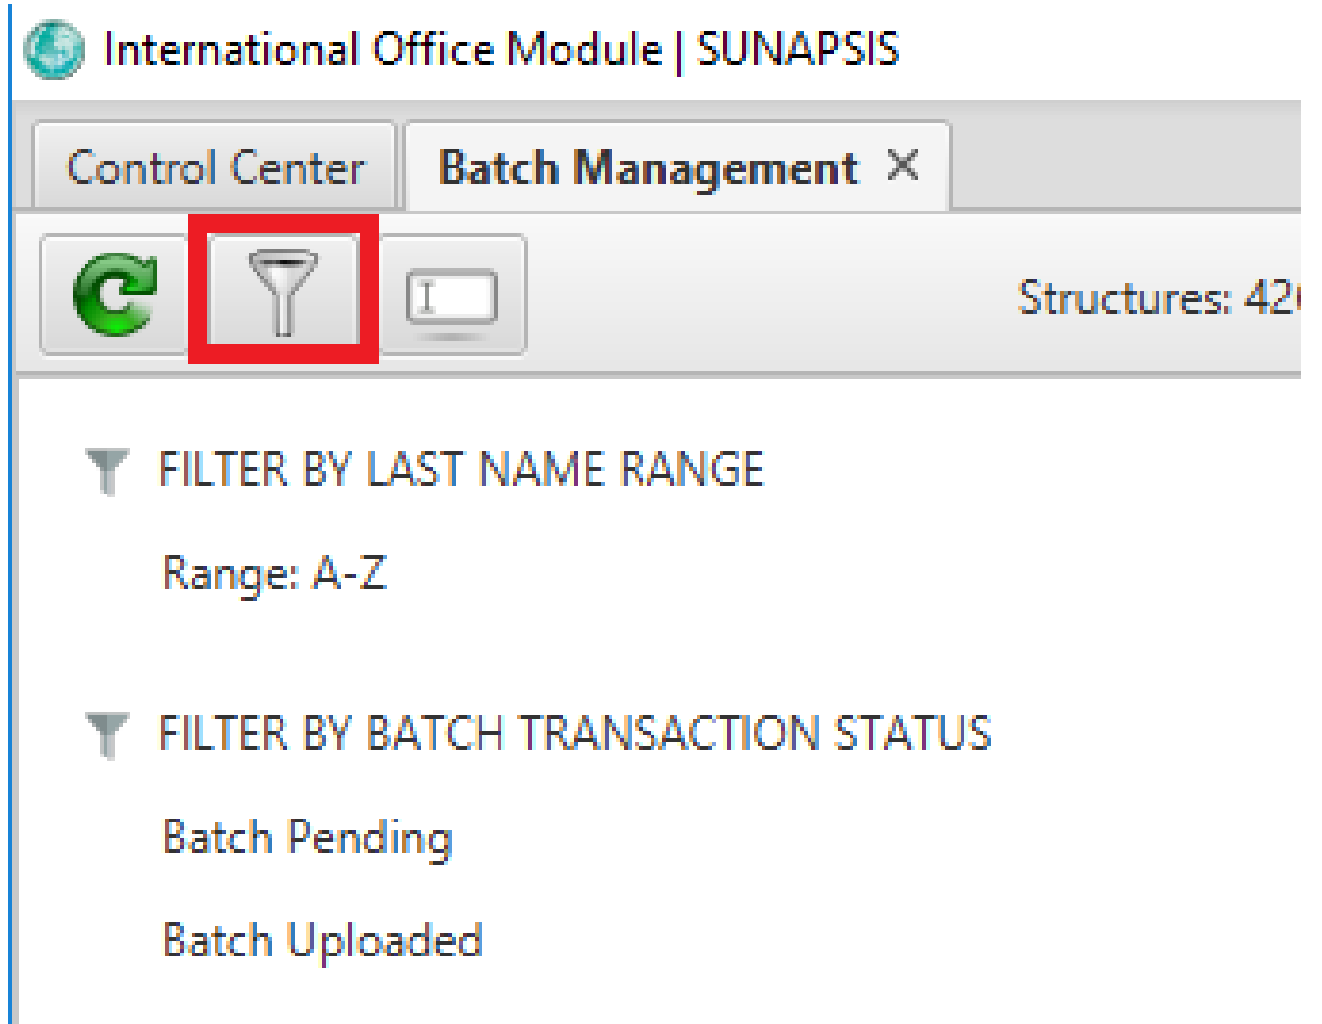 International Office Module | SUNAPSIS
Control Center
Batch Management
Structures:
FILTER BY LAST NAME RANGE
Range: A-Z
FILTER BY BATCH TRANSACTION STATUS
Batch Pending
Batch Uploaded